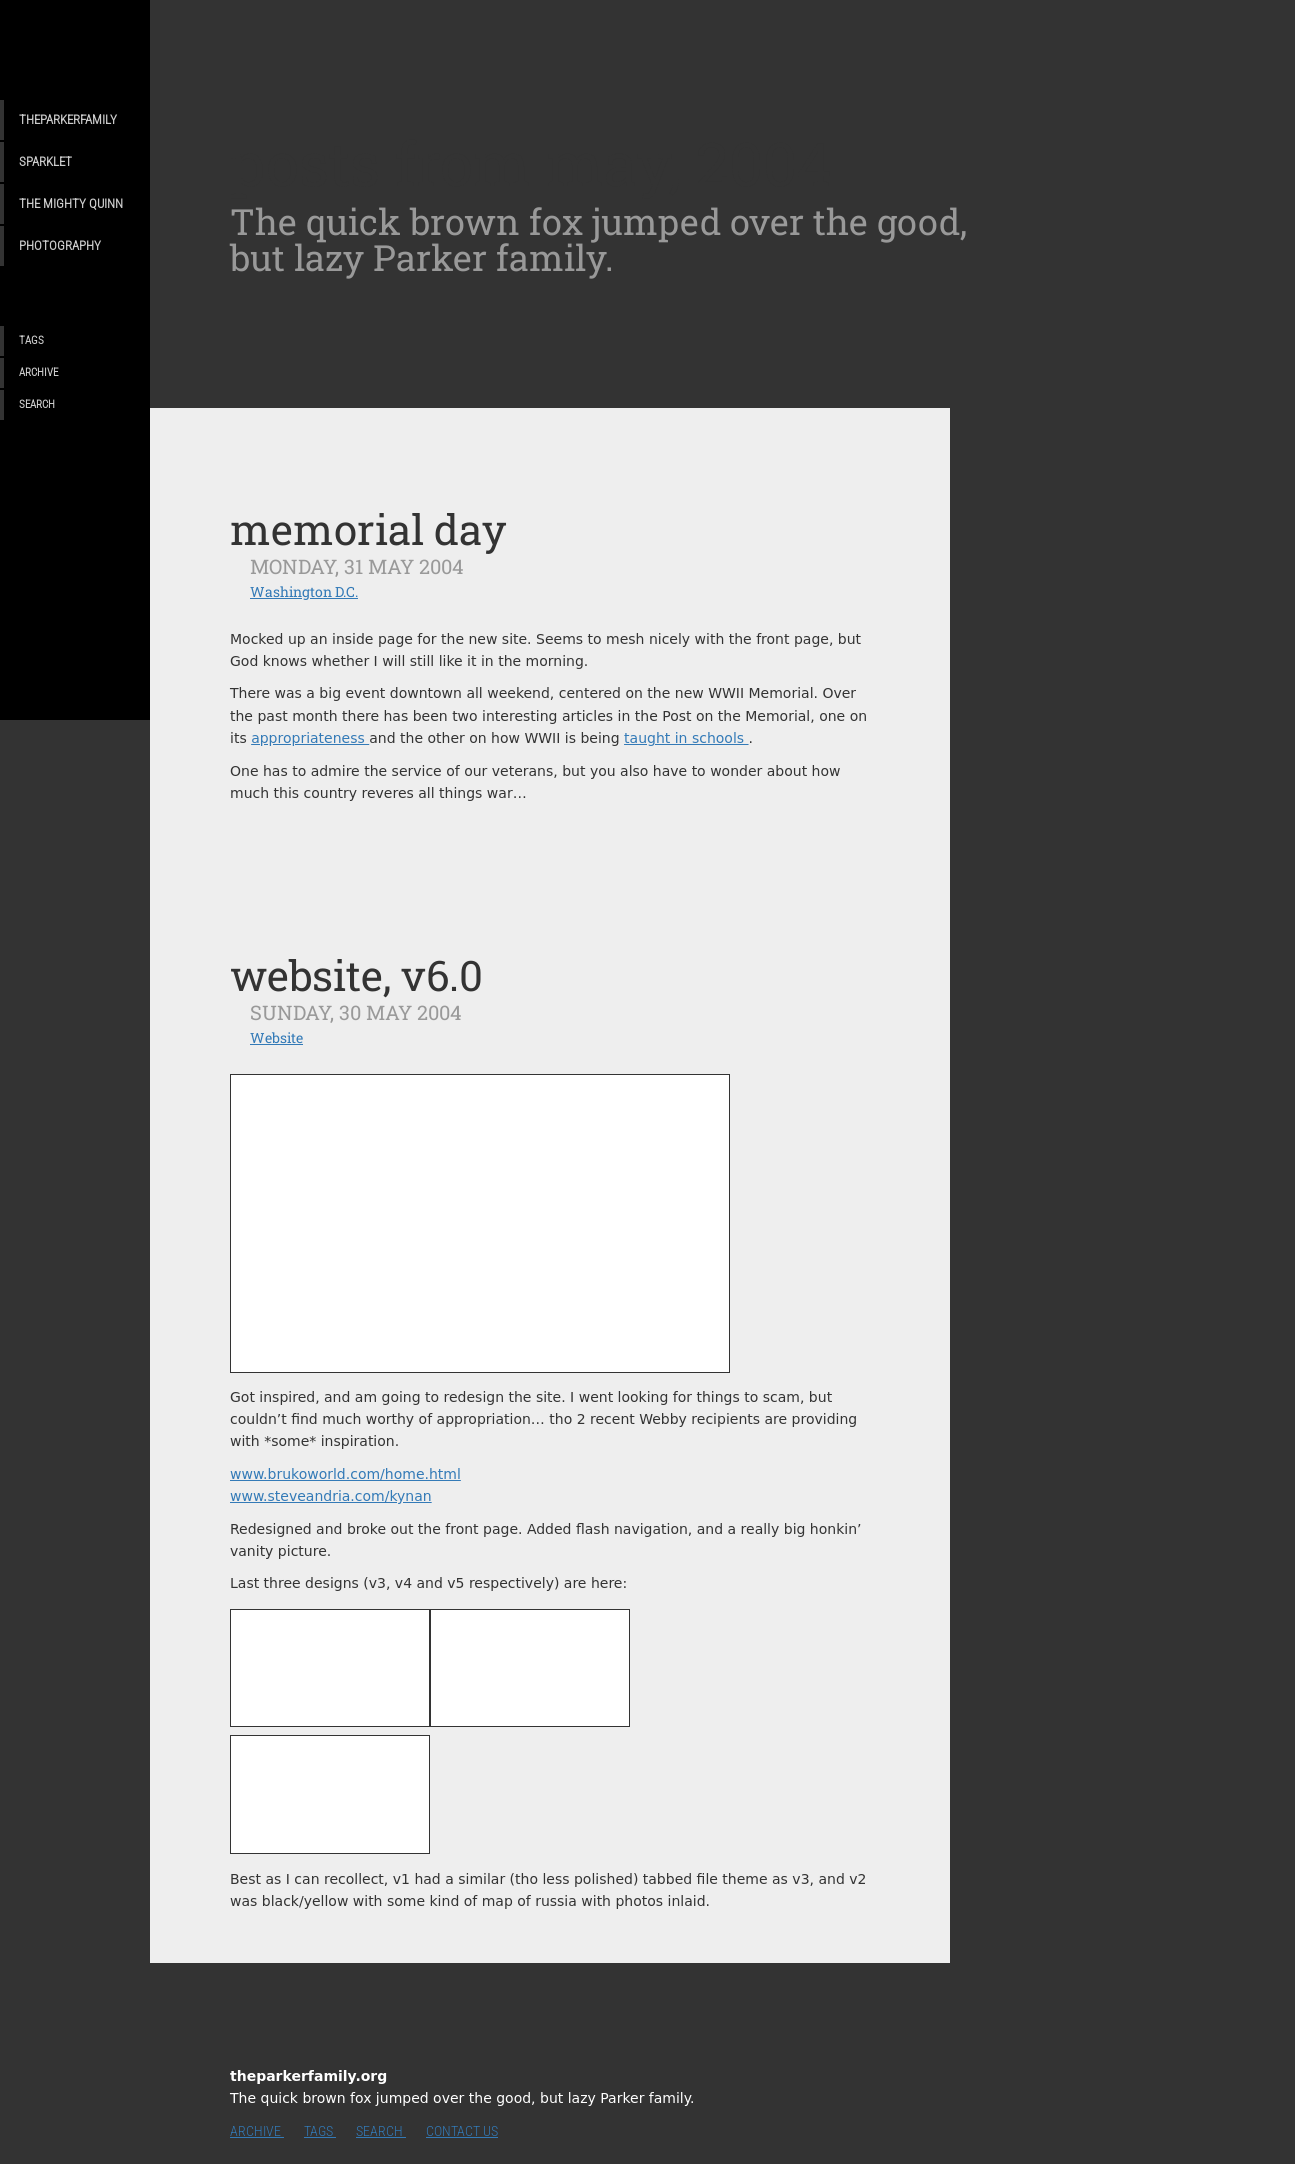 THEPARKERFAMILY
SPARKLET
THE MIGHTY QUINN
PHOTOGRAPHY
TAGS
ARCHIVE
SEARCH
The quick brown fox jumped over the good,
but lazy Parker family.
memorial day
MONDAY, 31 MAY 2004
Washington D.C.
Mocked up an inside page for the new site. Seems to mesh nicely with the front page, but
God knows whether I will still like it in the morning.
There was a big event downtown all weekend, centered on the new WWII Memorial. Over
the past month there has been two interesting articles in the Post on the Memorial, one on
its appropriateness and the other on how WWII is being taught in schools .
One has to admire the service of our veterans, but you also have to wonder about how
much this country reveres all things war…
website, v6.0
SUNDAY, 30 MAY 2004
Website
Got inspired, and am going to redesign the site. I went looking for things to scam, but
couldn’t find much worthy of appropriation… tho 2 recent Webby recipients are providing
with *some* inspiration.
www.brukoworld.com/home.html
www.steveandria.com/kynan
Redesigned and broke out the front page. Added flash navigation, and a really big honkin’
vanity picture.
Last three designs (v3, v4 and v5 respectively) are here:
Best as I can recollect, v1 had a similar (tho less polished) tabbed file theme as v3, and v2
was black/yellow with some kind of map of russia with photos inlaid.
theparkerfamily.org
The quick brown fox jumped over the good, but lazy Parker family.
ARCHIVE TAGS SEARCH CONTACT US